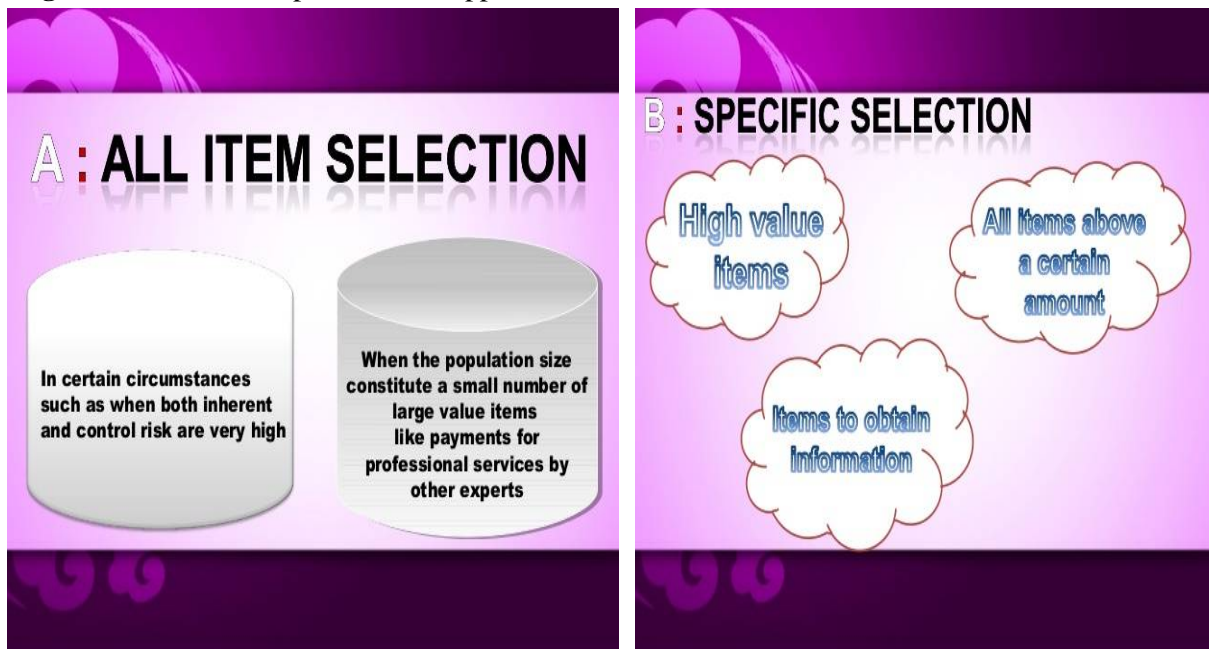 A : ALL ITEM SELECTION
In certain circumstances
such as when both inherent
and control risk are very high
When the population size
constitute a small number of
large value items
like payments for
professional services by
other experts
B : SPECIFIC SELECTION
High value
items
All items above
a certain
amount
Items to obtain
information